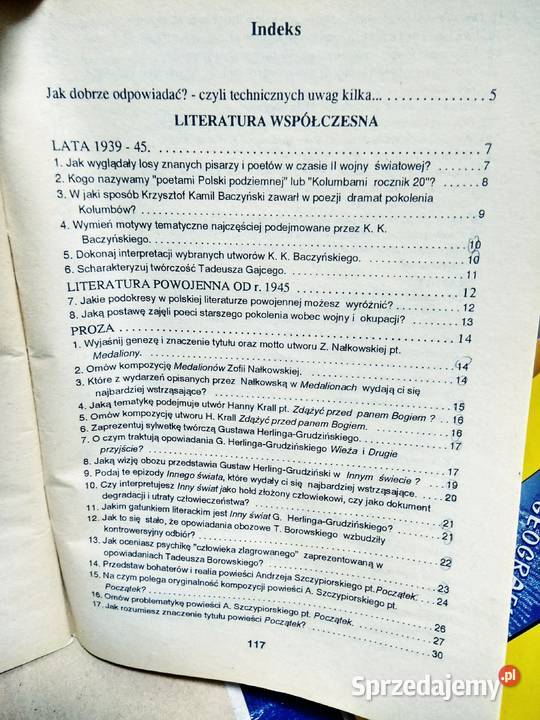 Indeks
Jak dobrze odpowiadać? - czyli technicznych uwag kilka... 5
LITERATURA WSPÓŁCZESNA
LATA 1939 - 45. 7
1. Jak wyglądały losy znanych pisarzy i poetów w czasie II wojny światowej? 7
2. Kogo nazywamy "poetami Polski podziemnej" lub "Kolumbami rocznik 20"? 8
3. W jaki sposób Krzysztof Kamil Baczyński zawarł w poezji dramat pokolenia
Kolumbów? 9
4. Wymień motywy tematyczne najczęściej podejmowane przez K. K.
Baczyńskiego. 10
5. Dokonaj interpretacji wybranych utworów K. K. Baczyńskiego. 10
6. Scharakteryzuj twórczość Tadeusza Gajcego. 11
LITERATURA POWOJENNA OD r. 1945 12
7. Jakie podokresy w polskiej literaturze powojennej możesz wyróżnić? 12
8. Jaką postawę zajęli poeci starszego pokolenia wobec wojny i okupacji? 13
PROZA 14
1. Wyjaśnij genezę i znaczenie tytułu oraz motto utworu Z. Nałkowskiej pt.
Medaliony. 14
2. Omów kompozycję Medalionów Zofii Nałkowskiej. 14
3. Które z wydarzeń opisanych przez Nałkowską w Medalionach wydają ci się
najbardziej wstrząsające? 15
4. Jaką tematykę podejmuje utwór Hanny Krall pt. Zdążyć przed panem Bogiem ? 16
5. Omów kompozycję utworu H. Krall Zdążyć przed panem Bogiem. 16
6. Zaprezentuj sylwetkę twórczą Gustawa Herlinga-Grudzińskiego. 17
7. O czym traktują opowiadania G. Herlinga-Grudzińskiego Wieża i Drugie
przyjście? 17
8. Jaką wizję obozu przedstawia Gustaw Herling-Grudziński w Innym świecie ? 19
9. Podaj te epizody Innego świata, które wydały ci się najbardziej wstrząsające. 20
10. Czy interpretujesz Inny świat jako hołd złożony człowiekowi, czy jako dokument
degradacji i utraty człowieczeństwa? 21
11. Jakim gatunkiem literackim jest Inny świat G. Herlinga-Grudzińskiego? 21
12. Jak to się stało, że opowiadania obozowe T. Borowskiego wzbudziły
kontrowersyjny odbiór? 21
13. Jak oceniasz psychikę "człowieka zlagrowanego" zaprezentowaną w
opowiadaniach Tadeusza Borowskiego. 22
14. Przedstaw bohaterów i realia powieści Andrzeja Szczypiorskiego pt.Początek. 23
15. Na czym polega oryginalność kompozycji powieści A. Szczypiorskiego pt.
Początek? 24
16. Omów problematykę powieści A. Szczypiorskiego pt. Początek. 26
17. Jak rozumiesz znaczenie tytułu powieści Początek? 27
30
117
GEOGRAF
Sprzedajemy.pl